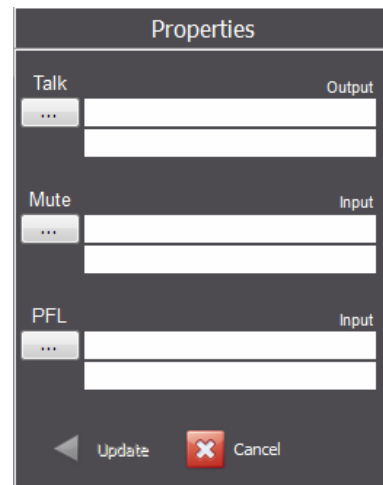 Properties
Talk
Output
...
Mute
Input
...
PFL
Input
...
Update Cancel